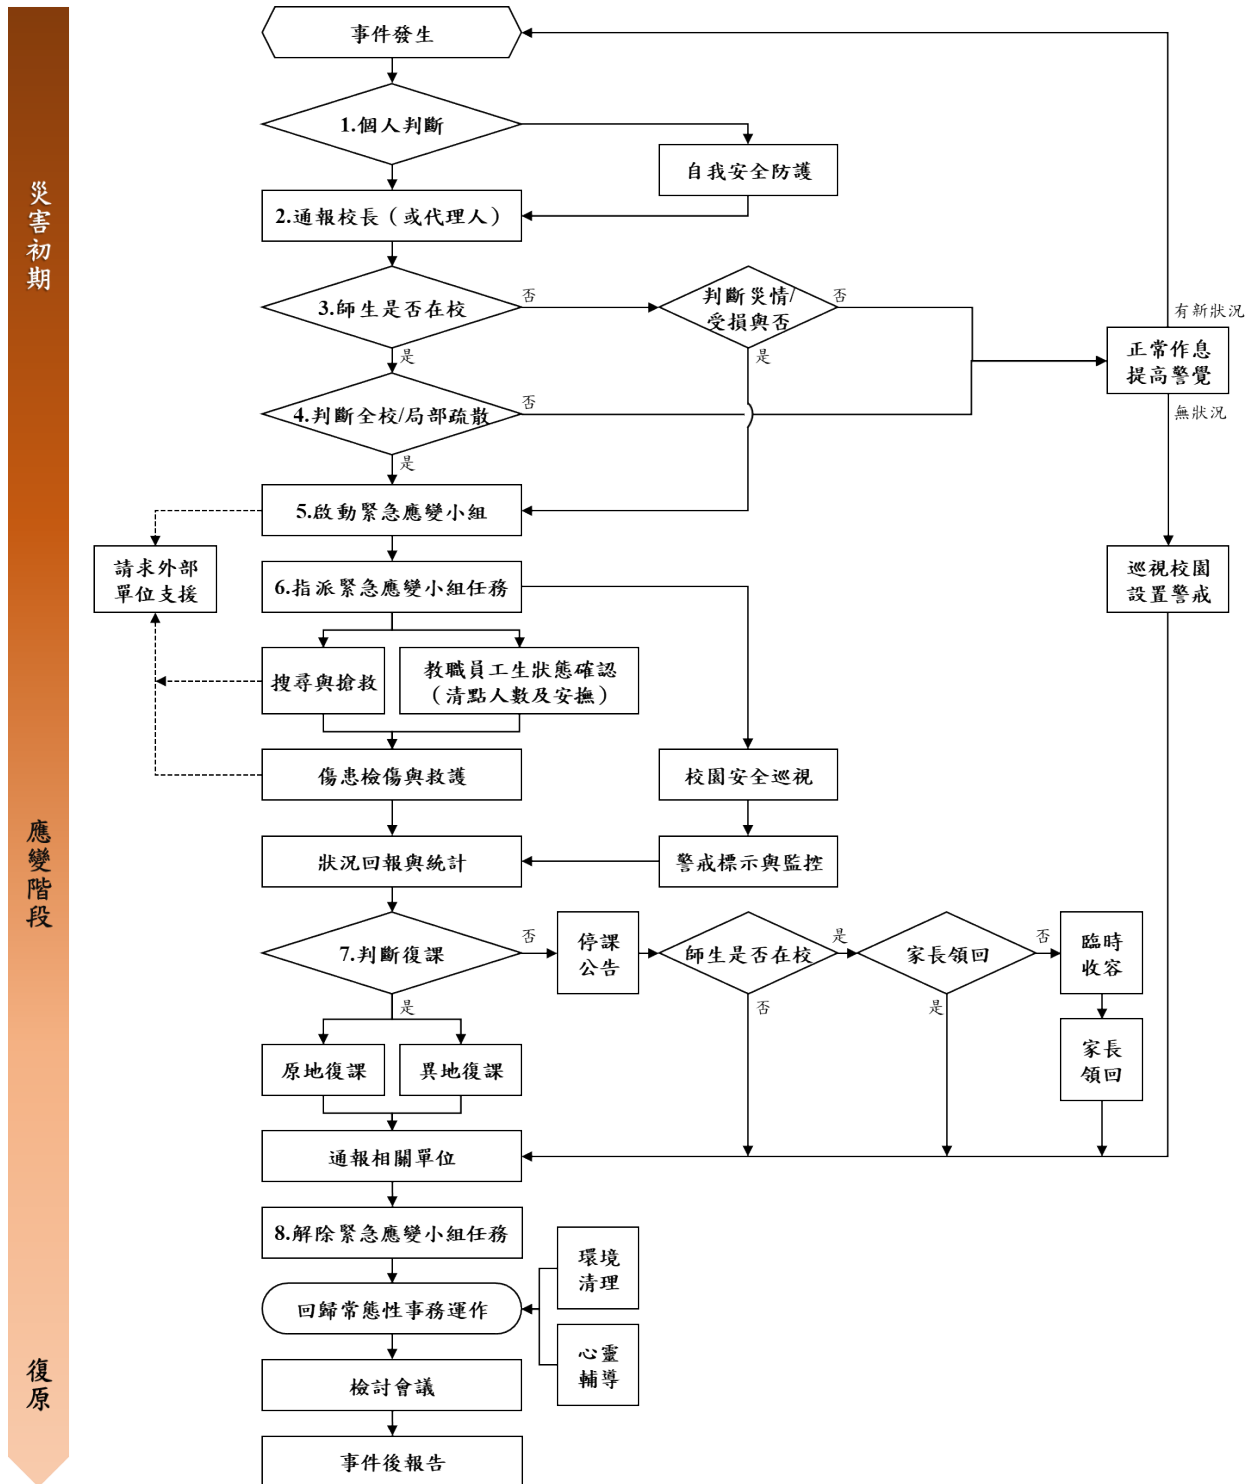 災害初期
應變階段
復原
事件發生
1.個人判斷
自我安全防護
2.通報校長（或代理人）
3.師生是否在校
否
判斷災情/
受損與否
否
有新狀況
正常作息
提高警覺
是
是
4.判斷全校/局部疏散
否
無狀況
是
5.啟動緊急應變小組
請求外部
單位支援
巡視校園
設置警戒
6.指派緊急應變小組任務
搜尋與搶救
教職員工生狀態確認
（清點人數及安撫）
傷患檢傷與救護
校園安全巡視
狀況回報與統計
警戒標示與監控
7.判斷復課
否
停課
公告
師生是否在校
是
家長領回
否
臨時
收容
是
否
是
原地復課
異地復課
家長
領回
通報相關單位
8.解除緊急應變小組任務
環境
清理
回歸常態性事務運作
心靈
輔導
檢討會議
事件後報告